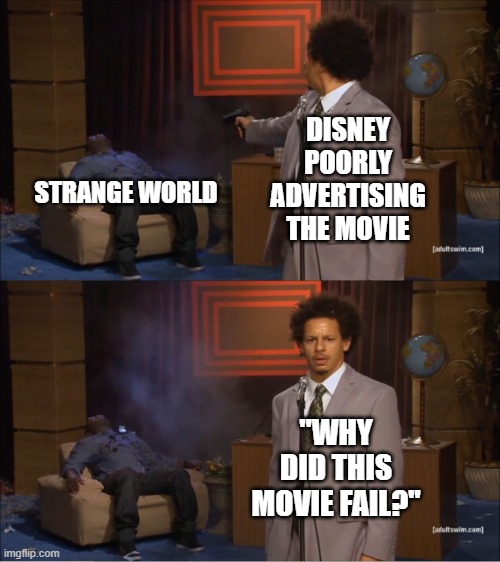 STRANGE WORLD
DISNEY
POORLY
ADVERTISING
THE MOVIE
[adultswim.com]
"WHY
DID THIS
MOVIE FAIL?"
[adultswim.com]
imgflip.com